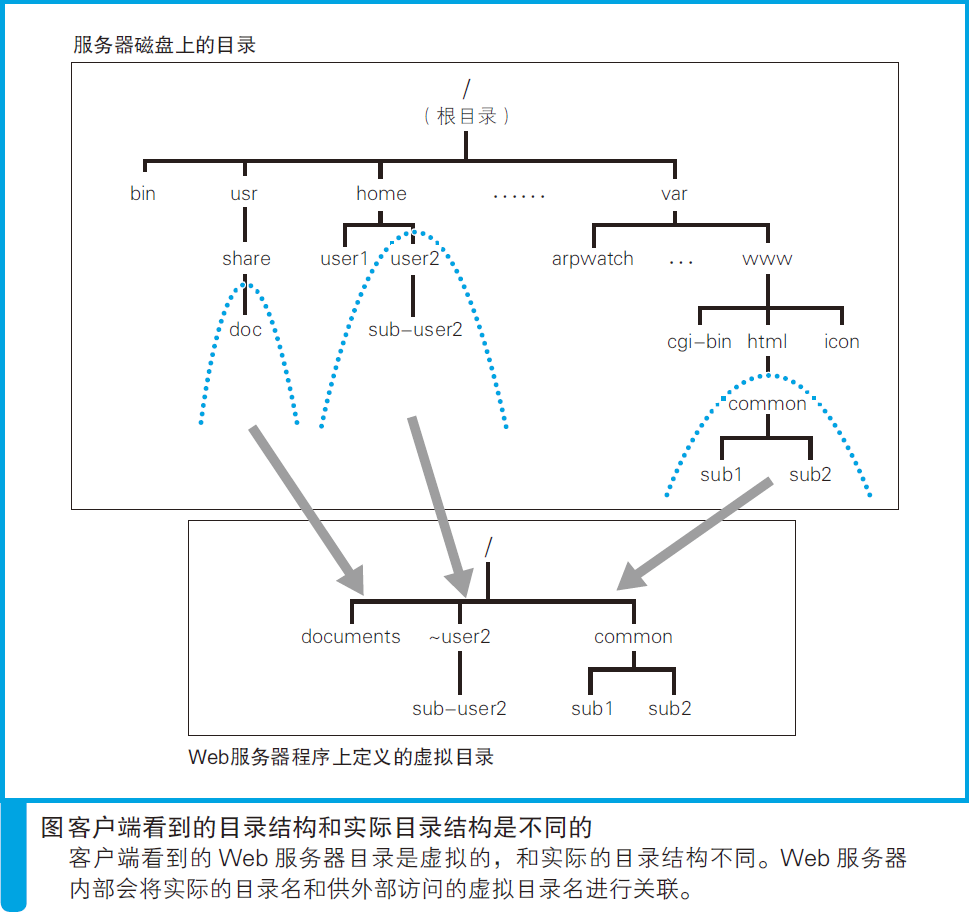 服务器磁盘上的目录
/
（根目录）
bin usr home ······ var
share user1 user2 arpwatch ··· www
doc sub-user2 cgi-bin html icon
common
sub1 sub2
/
documents ~user2 common
sub-user2 sub1 sub2
Web服务器程序上定义的虚拟目录
图 客户端看到的目录结构和实际目录结构是不同的
客户端看到的 Web 服务器目录是虚拟的，和实际的目录结构不同。Web 服务器
内部会将实际的目录名和供外部访问的虚拟目录名进行关联。